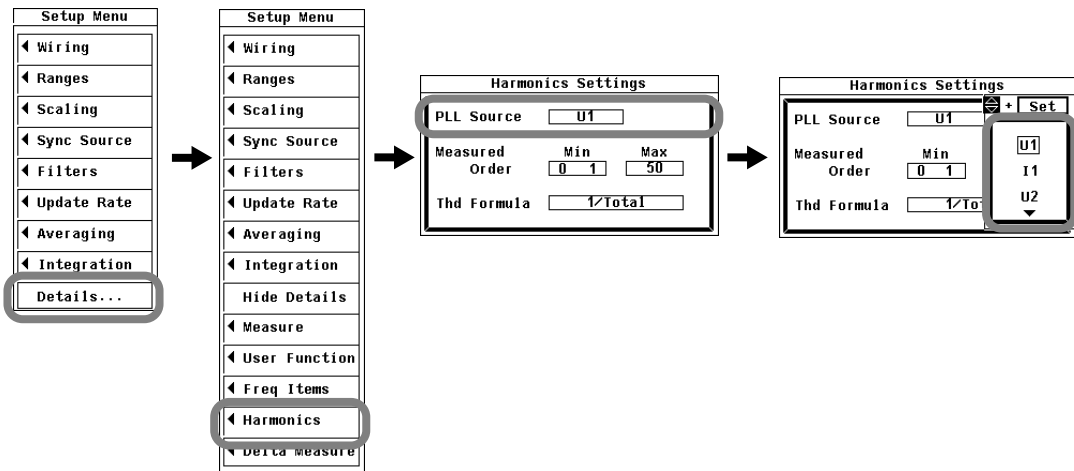 Setup Menu
Wiring
Ranges
Scaling
Sync Source
Filters
Update Rate
Averaging
Integration
Details...
Setup Menu
Wiring
Ranges
Scaling
Sync Source
Filters
Update Rate
Averaging
Integration
Hide Details
Measure
User Function
Freq Items
Harmonics
Delta Measure
Harmonics Settings
PLL Source U1
Measured Min Max
Order 0 1 50
Thd Formula 1/Total
Harmonics Settings
+ Set
PLL Source U1
Measured Min
Order 0 1
Thd Formula 1/To
U1
I1
U2